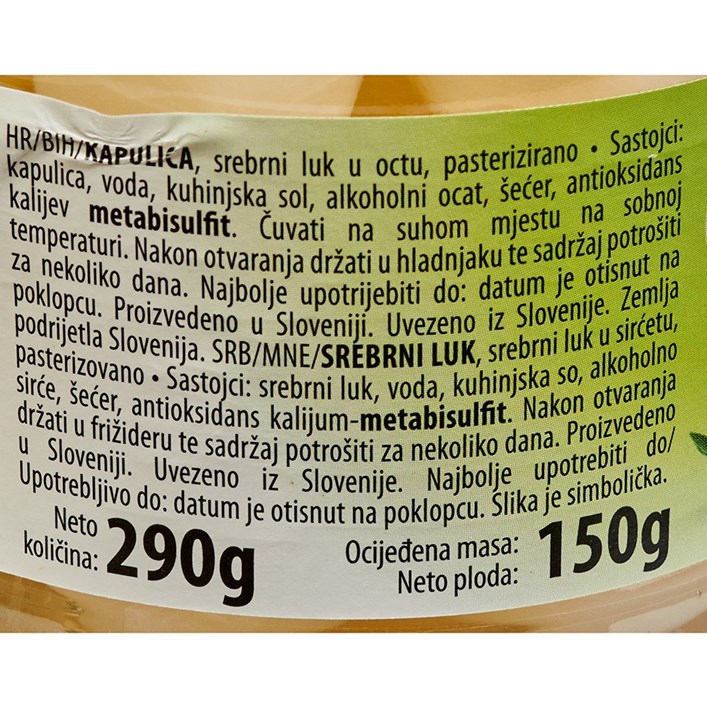 HR/BIH/KAPULICA, srebrni luk u octu, pasterizirano • Sastojci:
kapulica, voda, kuhinjska sol, alkoholni ocat, šećer, antioksidans
kalijev metabisulfit. Čuvati na suhom mjestu na sobnoj
temperaturi. Nakon otvaranja držati u hladnjaku te sadržaj potrošiti
za nekoliko dana. Najbolje upotrijebiti do: datum je otisnut na
poklopcu. Proizvedeno u Sloveniji. Uvezeno iz Slovenije. Zemlja
podrijetla Slovenija. SRB/MNE/SREBRNI LUK, srebrni luk u sirćetu,
pasterizovano • Sastojci: srebrni luk, voda, kuhinjska so, alkoholno
sirće, šećer, antioksidans kalijum-metabisulfit. Nakon otvaranja
držati u frižideru te sadržaj potrošiti za nekoliko dana. Proizvedeno
u Sloveniji. Uvezeno iz Slovenije. Najbolje upotrebiti do/
Upotrebljivo do: datum je otisnut na poklopcu. Slika je simbolička.
Neto količina: 290g
Ocijeđena masa:
Neto ploda: 150g